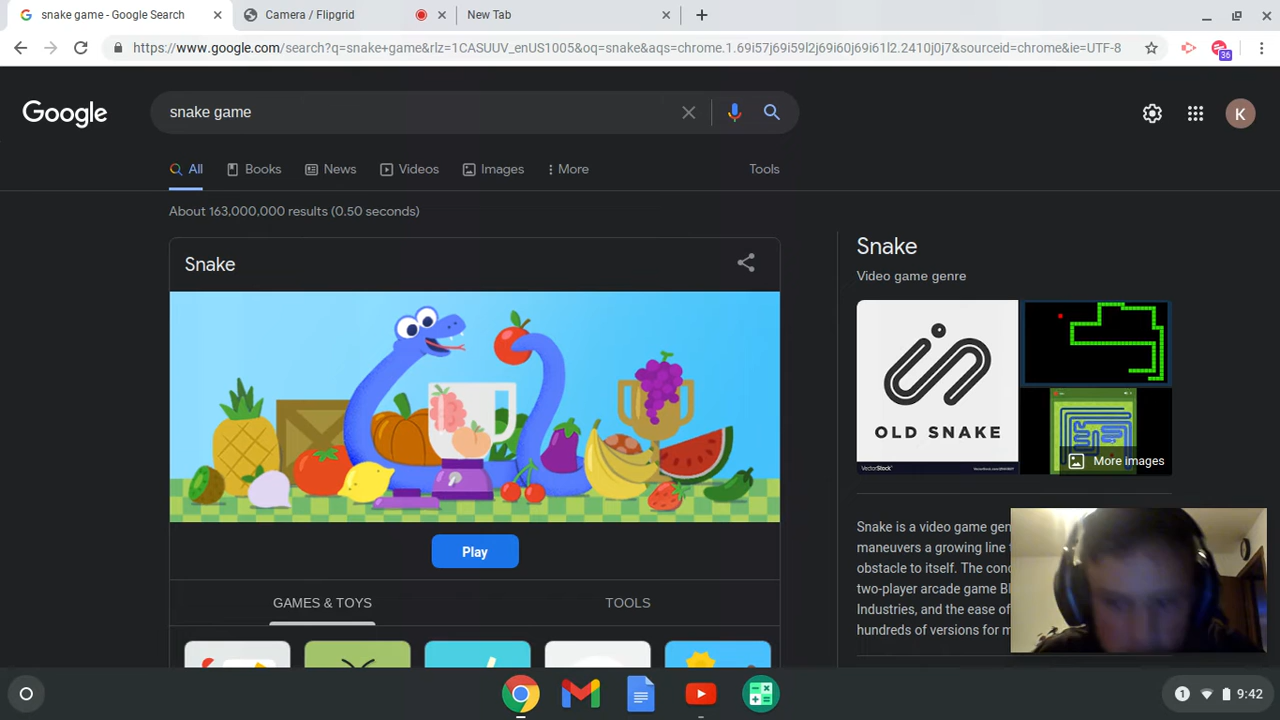 snake game - Google Search
Camera / Flipgrid
New Tab
https://www.google.com/search?q=snake+game&rlz=1CASUUV_enUS1005&oq=snake&aqs=chrome.1.69i57j69i59l2j69i60j69i61l2.2410j0j7&sourceid=chrome&ie=UTF-8
36
Google
snake game
K
All
Books
News
Videos
Images
More
Tools
About 163,000,000 results (0.50 seconds)
Snake
Play
GAMES & TOYS
TOOLS
Snake
Video game genre
OLD SNAKE
VectorStock
More images
Snake is a video game gen
maneuvers a growing line
obstacle to itself. The con
two-player arcade game Bl
Industries, and the ease of
hundreds of versions for
1
9:42